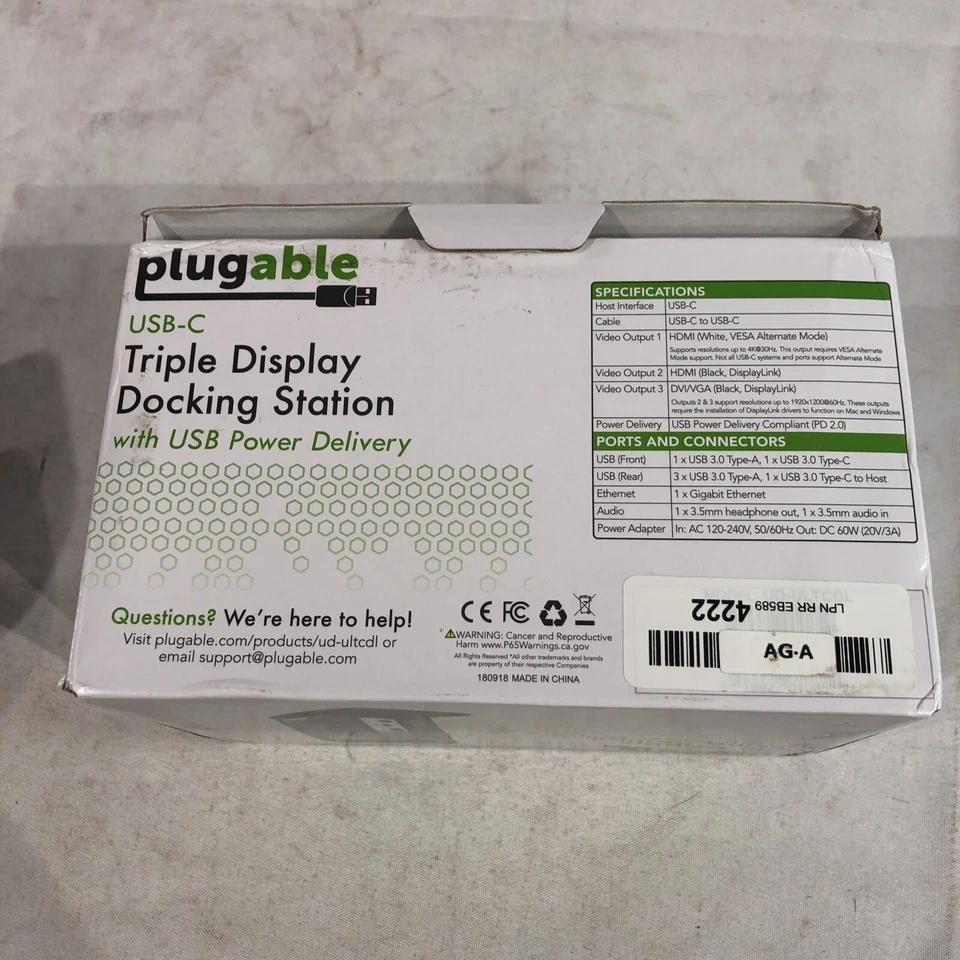 plugable
USB-C
Triple Display
Docking Station
with USB Power Delivery
SPECIFICATIONS
Host Interface USB-C
Cable USB-C to USB-C
Video Output 1 HDMI (White, VESA Alternate Mode)
Supports resolutions up to 4K@30Hz. This output requires VESA Alternate
Mode support. Not all USB-C systems and ports support Alternate Mode
Video Output 2 HDMI (Black, DisplayLink)
Video Output 3 DVI/VGA (Black, DisplayLink)
Outputs 2 & 3 support resolutions up to 1920x1200@60Hz. These outputs
require the installation of DisplayLink drivers to function on Mac and Windows
Power Delivery USB Power Delivery Compliant (PD 2.0)
PORTS AND CONNECTORS
USB (Front) 1 x USB 3.0 Type-A, 1 x USB 3.0 Type-C
USB (Rear) 3 x USB 3.0 Type-A, 1 x USB 3.0 Type-C to Host
Ethernet 1 x Gigabit Ethernet
Audio 1 x 3.5mm headphone out, 1 x 3.5mm audio in
Power Adapter In: AC 120-240V, 50/60Hz Out: DC 60W (20V/3A)
Questions? We're here to help!
Visit plugable.com/products/ud-ultcdl or
email support@plugable.com
CE FC
WARNING: Cancer and Reproductive
Harm www.P65Warnings.ca.gov
All Rights Reserved *All other trademarks and brands
are property of their respective Companies
180918 MADE IN CHINA
LPN RR EB589 4222
AG-A